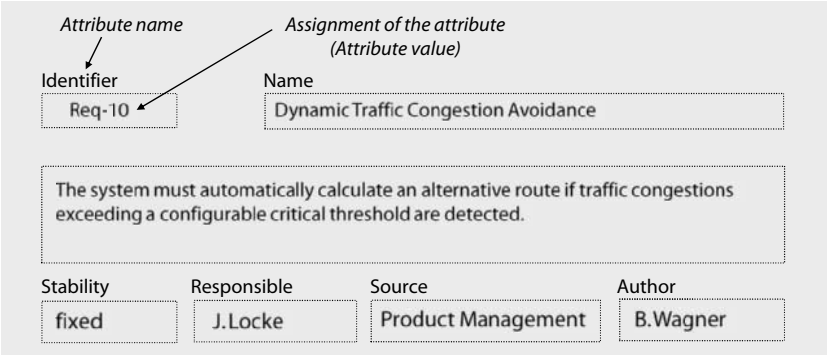 Attribute name
Assignment of the attribute
(Attribute value)
Identifier
Name
Req-10
Dynamic Traffic Congestion Avoidance
The system must automatically calculate an alternative route if traffic congestions
exceeding a configurable critical threshold are detected.
Stability
Responsible
Source
Author
fixed
J.Locke
Product Management
B.Wagner